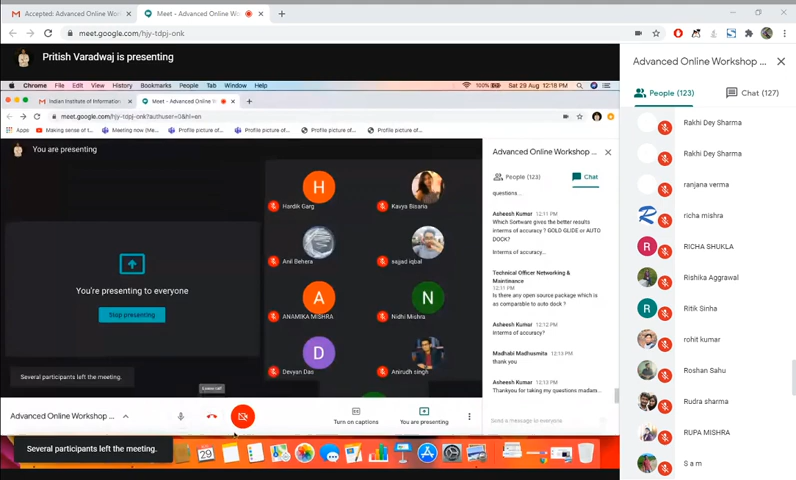 Accepted: Advanced Online Wor
Meet - Advanced Online Wo
meet.google.com/hjy-tdpj-onk
Pritish Varadwaj is presenting
Chrome File Edit View History Bookmarks People Tab Window Help
100% Sat 29 Aug 12:18 PM
Indian Institute of Information
Meet - Advanced Online Wo
meet.google.com/hjy-tdpj-onk?authuser=0&hl=en
Apps Making sense of t... Meeting now (Me... Profile picture of... Profile picture of... Profile picture of... Profile picture of...
You are presenting
H
Hardik Garg
Kavya Bisaria
Anil Behera
sajjad iqbal
A
ANAMIKA MISHRA
N
Nidhi Mishra
D
Devyan Das
Anirudh singh
You're presenting to everyone
Stop presenting
Several participants left the meeting.
Leave call
Advanced Online Workshop ...
Turn on captions
You are presenting
Several participants left the meeting.
29
Advanced Online Workshop ...
People (123)
Chat
questions...
Asheesh Kumar 12:11 PM
Which Sortware gives the better results
interms of accuracy ? GOLD GLIDE or AUTO
DOCK?
Interms of accuracy...
Technical Officer Networking &
Maintinance
12:11 PM
Is there any open source package which is
as comparable to auto dock ?
Asheesh Kumar 12:12 PM
interms of accuracy?
Madhabi Madhusmita 12:13 PM
thank you
Asheesh Kumar 12:13 PM
Thankyou for taking my questions madam...
Send a message to everyone
Advanced Online Workshop ...
People (123)
Chat (127)
Rakhi Dey Sharma
Rakhi Dey Sharma
ranjana verma
R
richa mishra
R
RICHA SHUKLA
Rishika Aggrawal
R
Ritik Sinha
rohit kumar
Roshan Sahu
Rudra sharma
RUPA MISHRA
S a m